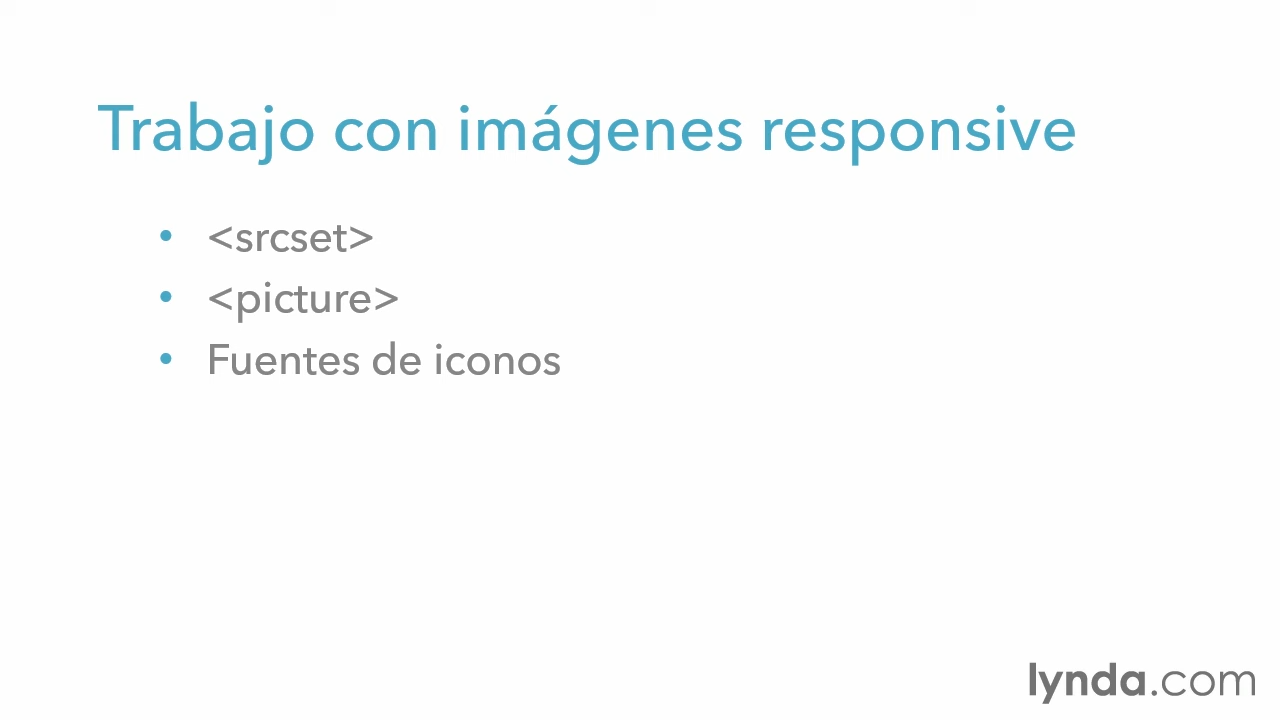 Trabajo con imágenes responsive
• <srcset>
• <picture>
• Fuentes de iconos
lynda.com